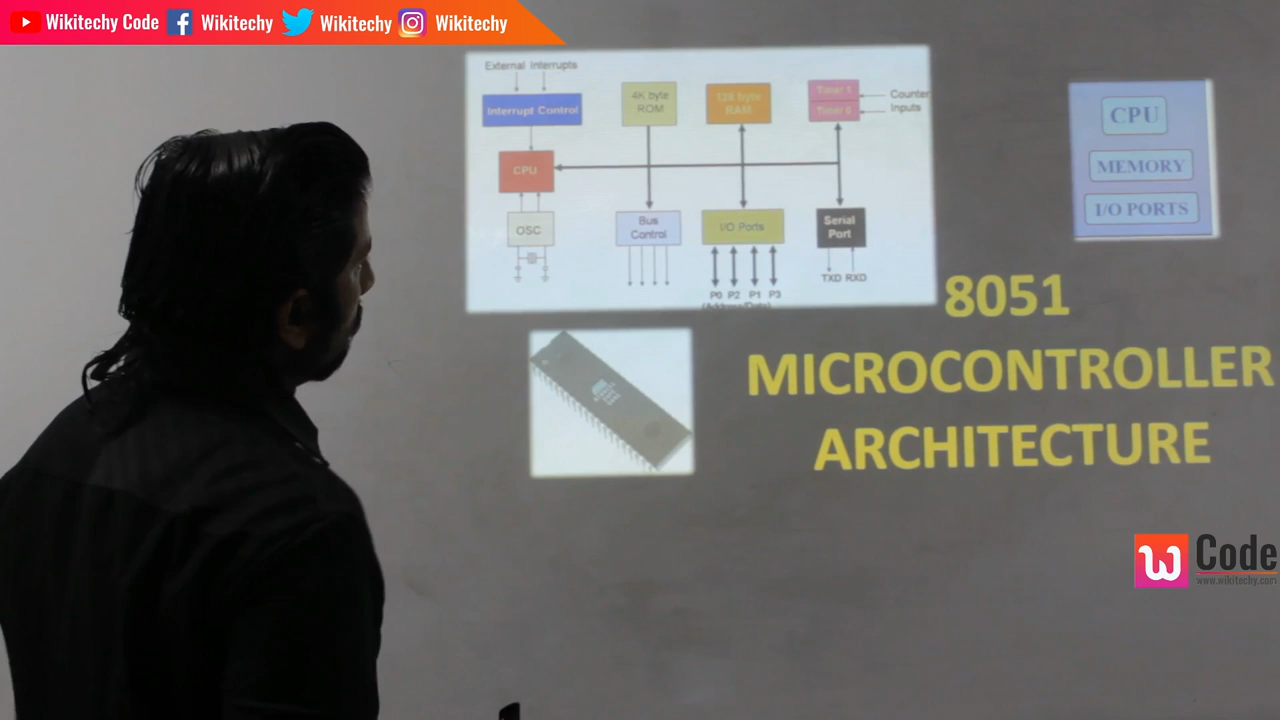 Wikitechy Code Wikitechy Wikitechy Wikitechy
External Interrupts
Interrupt Control
4K byte
ROM
128 byte
RAM
Timer 1
Timer 0
Counter
Inputs
CPU
OSC
Bus
Control
I/O Ports
Serial
Port
TXD RXD
P0 P2 P1 P3
(Address/Data)
CPU
MEMORY
I/O PORTS
8051
MICROCONTROLLER
ARCHITECTURE
W Code
www.wikitechy.com